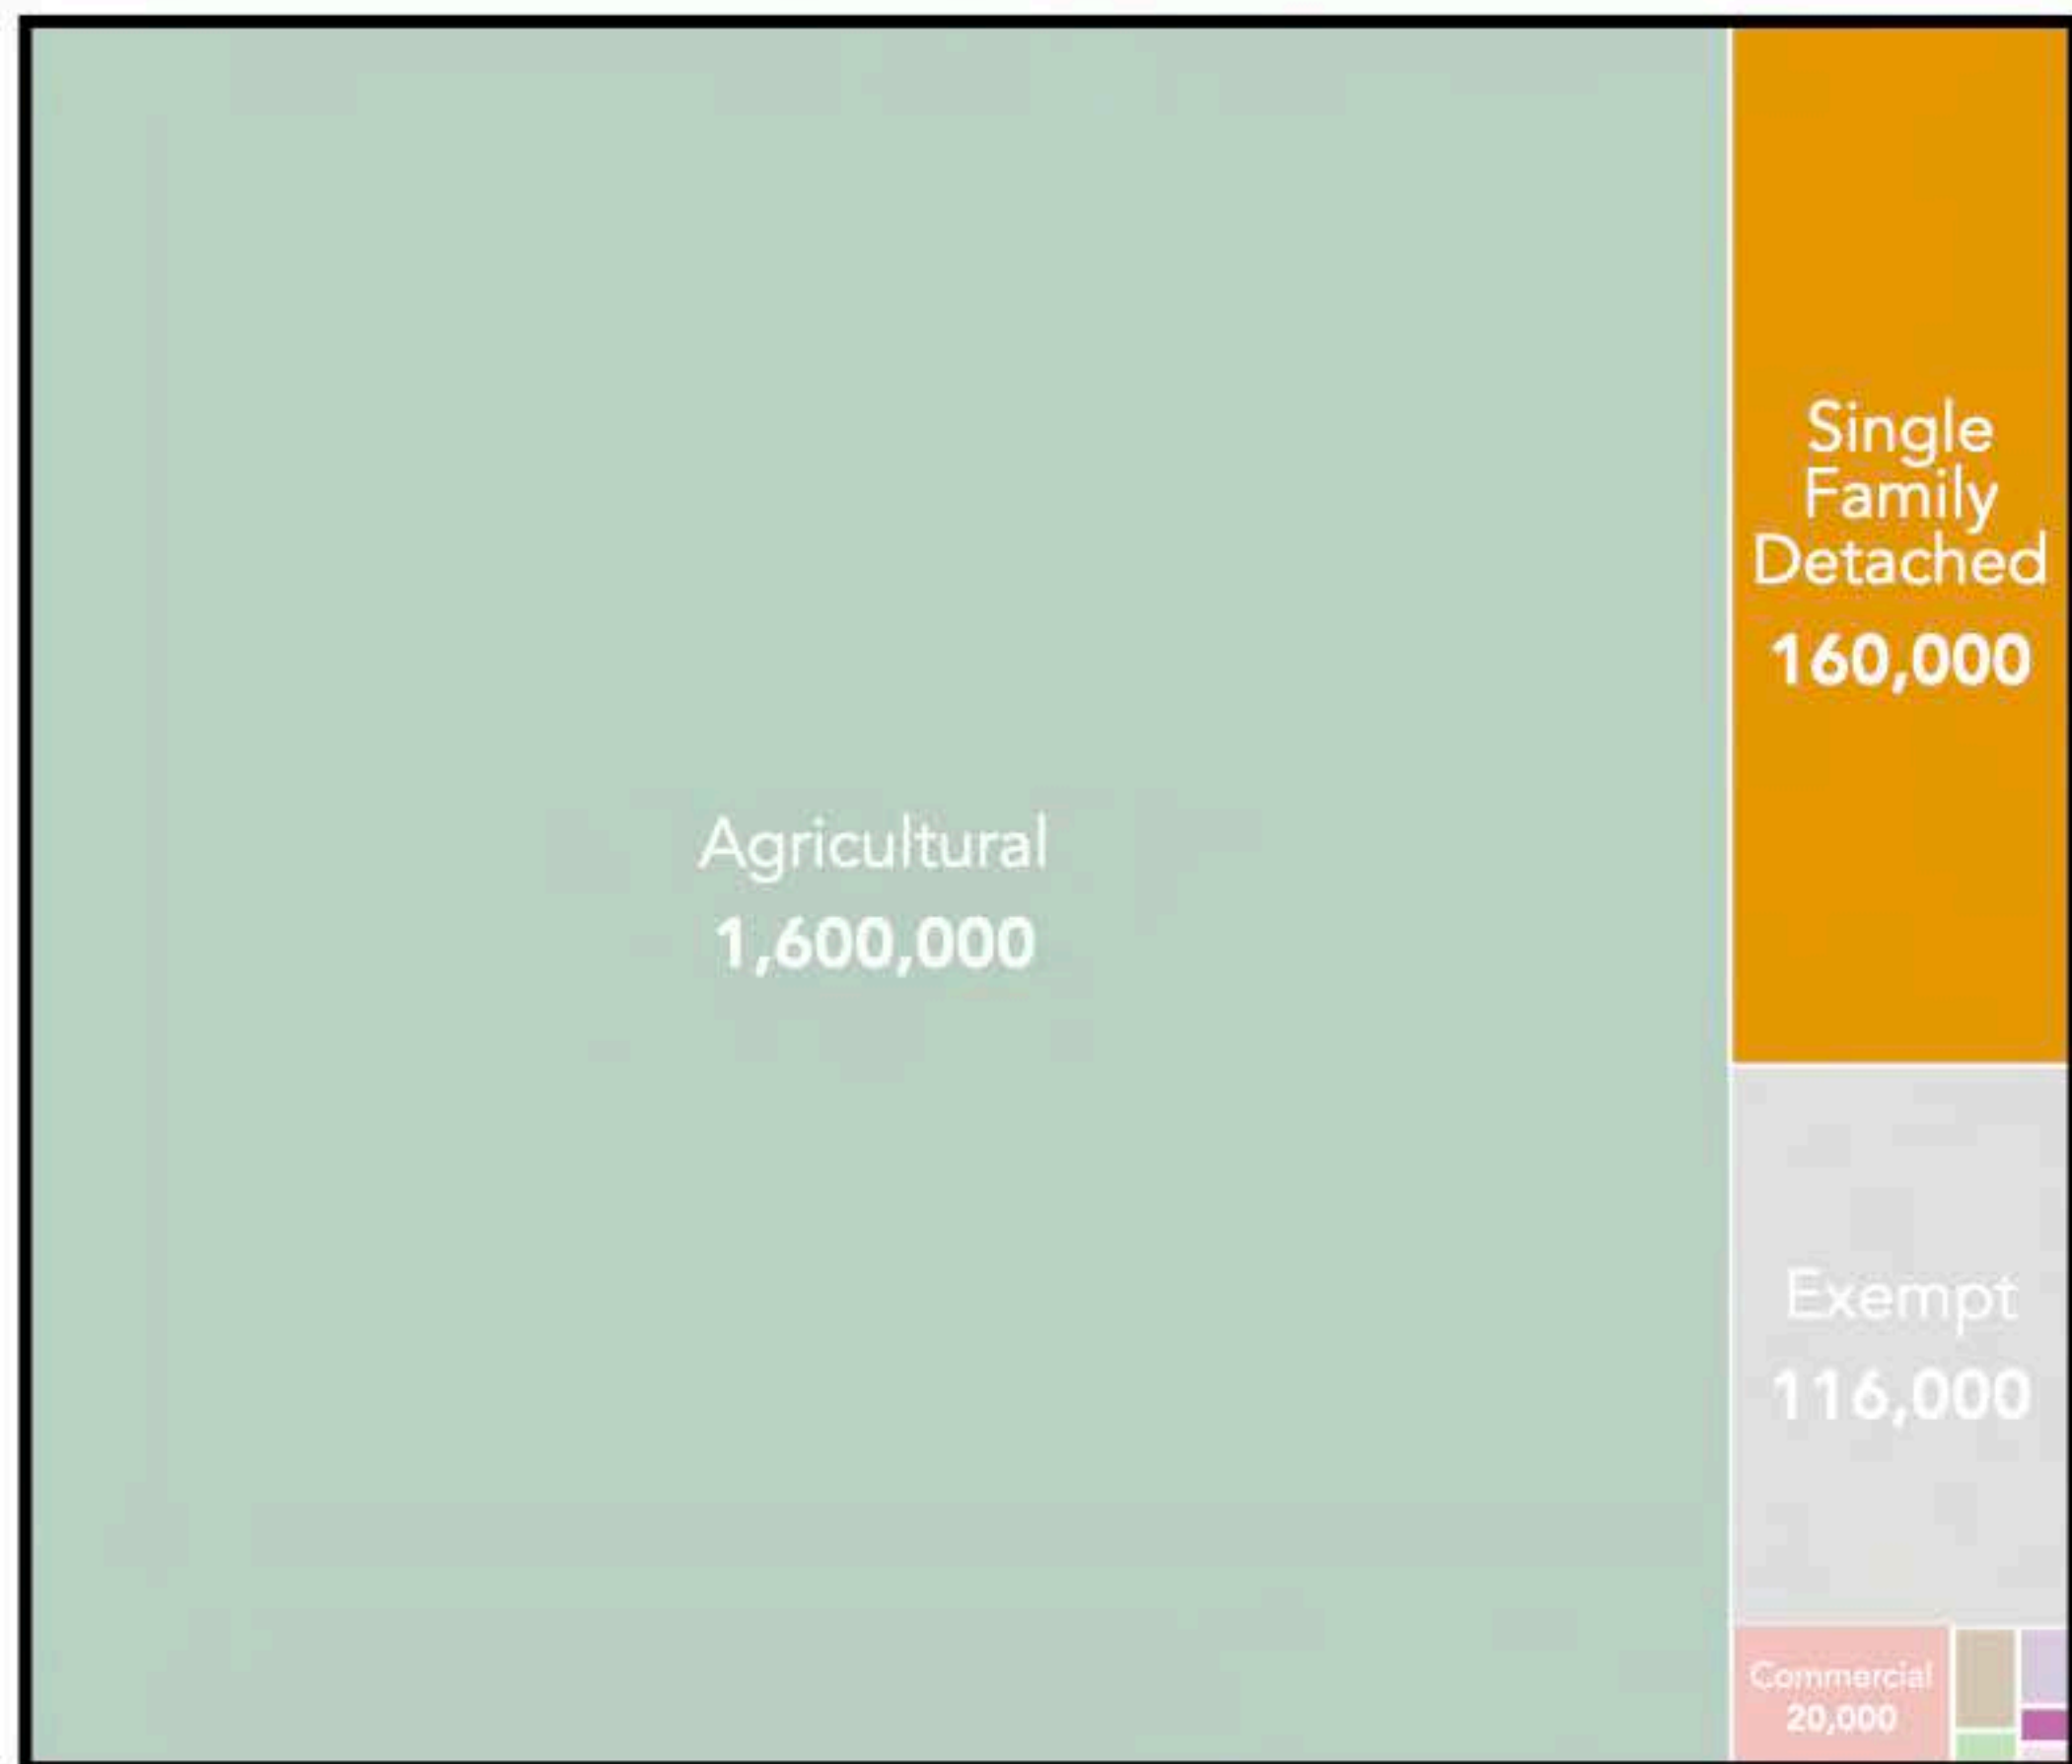 Agricultural
1,600,000
Single
Family
Detached
160,000
Exempt
116,000
Commercial
20,000